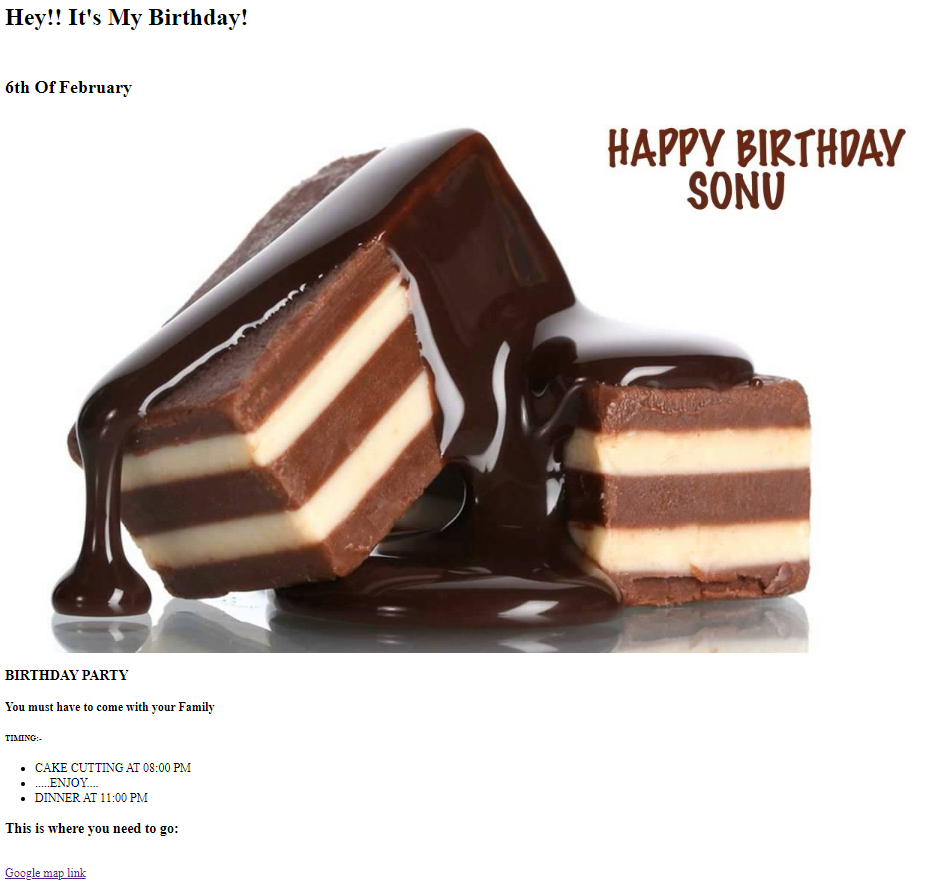 Hey!! It's My Birthday!
6th Of February
HAPPY BIRTHDAY
SONU
BIRTHDAY PARTY
You must have to come with your Family
TIMING:-
CAKE CUTTING AT 08:00 PM
.....ENJOY....
DINNER AT 11:00 PM
This is where you need to go:
Google map link